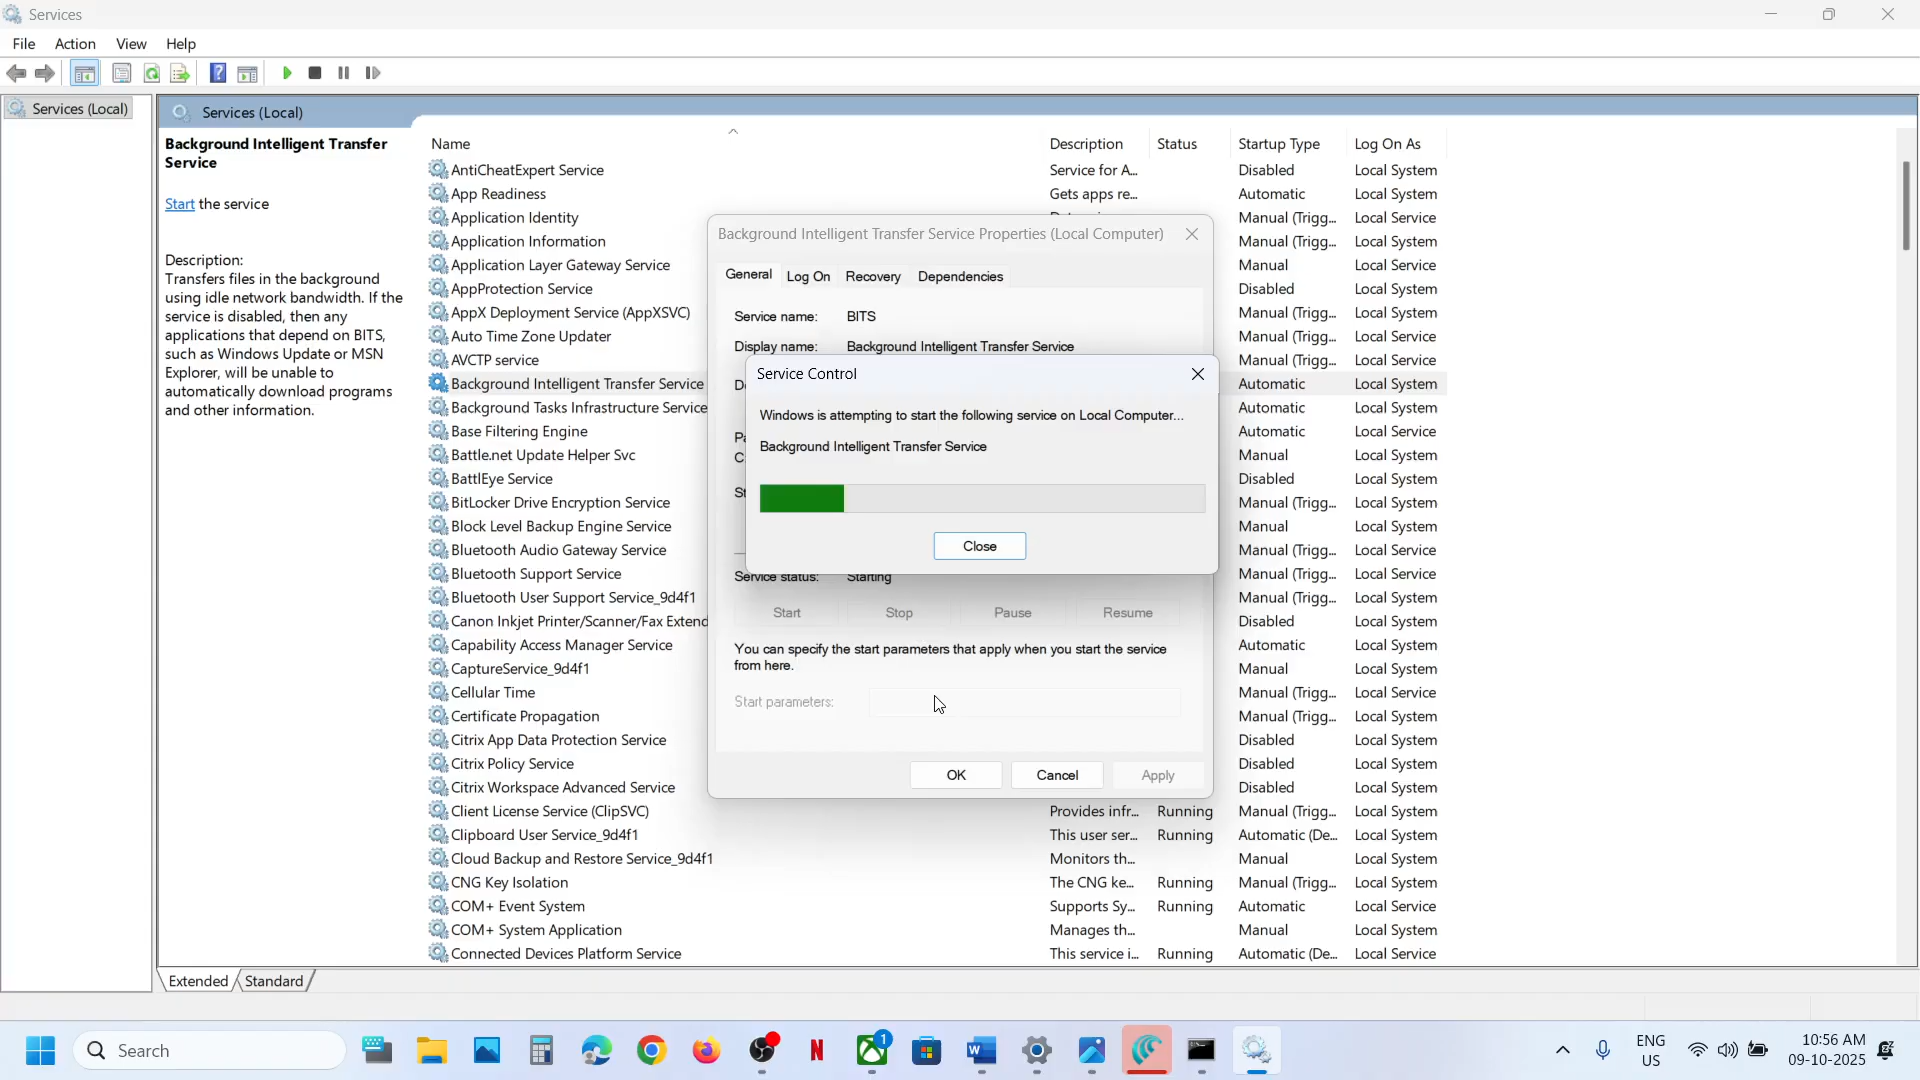 Services
File Action View Help
Services (Local)
Services (Local)
Background Intelligent Transfer
Service
Start the service
Description:
Transfers files in the background
using idle network bandwidth. If the
service is disabled, then any
applications that depend on BITS,
such as Windows Update or MSN
Explorer, will be unable to
automatically download programs
and other information.
Name Description Status Startup Type Log On As
AntiCheatExpert Service Service for A... Disabled Local System
App Readiness Gets apps re... Automatic Local System
Application Identity Manual (Trigg... Local Service
Application Information Manual (Trigg... Local System
Application Layer Gateway Service Manual Local Service
AppProtection Service Disabled Local System
AppX Deployment Service (AppXSVC) Manual (Trigg... Local System
Auto Time Zone Updater Manual (Trigg... Local Service
AVCTP service Manual (Trigg... Local Service
Background Intelligent Transfer Service Automatic Local System
Background Tasks Infrastructure Service Automatic Local System
Base Filtering Engine Automatic Local Service
Battle.net Update Helper Svc Manual Local System
BattlEye Service Disabled Local System
BitLocker Drive Encryption Service Manual (Trigg... Local System
Block Level Backup Engine Service Manual Local System
Bluetooth Audio Gateway Service Manual (Trigg... Local Service
Bluetooth Support Service Manual (Trigg... Local Service
Bluetooth User Support Service_9d4f1 Manual (Trigg... Local System
Canon Inkjet Printer/Scanner/Fax Extend Disabled Local System
Capability Access Manager Service Automatic Local System
CaptureService_9d4f1 Manual Local System
Cellular Time Manual (Trigg... Local Service
Certificate Propagation Manual (Trigg... Local System
Citrix App Data Protection Service Disabled Local System
Citrix Policy Service Disabled Local System
Citrix Workspace Advanced Service Disabled Local System
Client License Service (ClipSVC) Provides infr... Running Manual (Trigg... Local System
Clipboard User Service_9d4f1 This user ser... Running Automatic (De... Local System
Cloud Backup and Restore Service_9d4f1 Monitors th... Manual Local System
CNG Key Isolation The CNG ke... Running Manual (Trigg... Local System
COM+ Event System Supports Sy... Running Automatic Local Service
COM+ System Application Manages th... Manual Local System
Connected Devices Platform Service This service i... Running Automatic (De... Local Service
Extended Standard
Background Intelligent Transfer Service Properties (Local Computer)
General Log On Recovery Dependencies
Service name: BITS
Display name: Background Intelligent Transfer Service
Service Control
Windows is attempting to start the following service on Local Computer...
Background Intelligent Transfer Service
Close
Service status: Starting
Start Stop Pause Resume
You can specify the start parameters that apply when you start the service
from here.
Start parameters:
OK Cancel Apply
Search
1
ENG
US
10:56 AM
09-10-2025